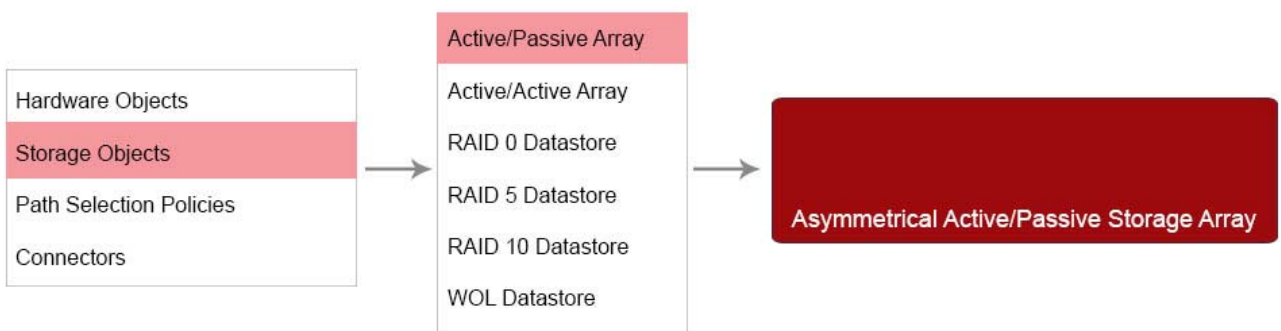 Hardware Objects
Storage Objects
Path Selection Policies
Connectors
Active/Passive Array
Active/Active Array
RAID 0 Datastore
RAID 5 Datastore
RAID 10 Datastore
WOL Datastore
Asymmetrical Active/Passive Storage Array